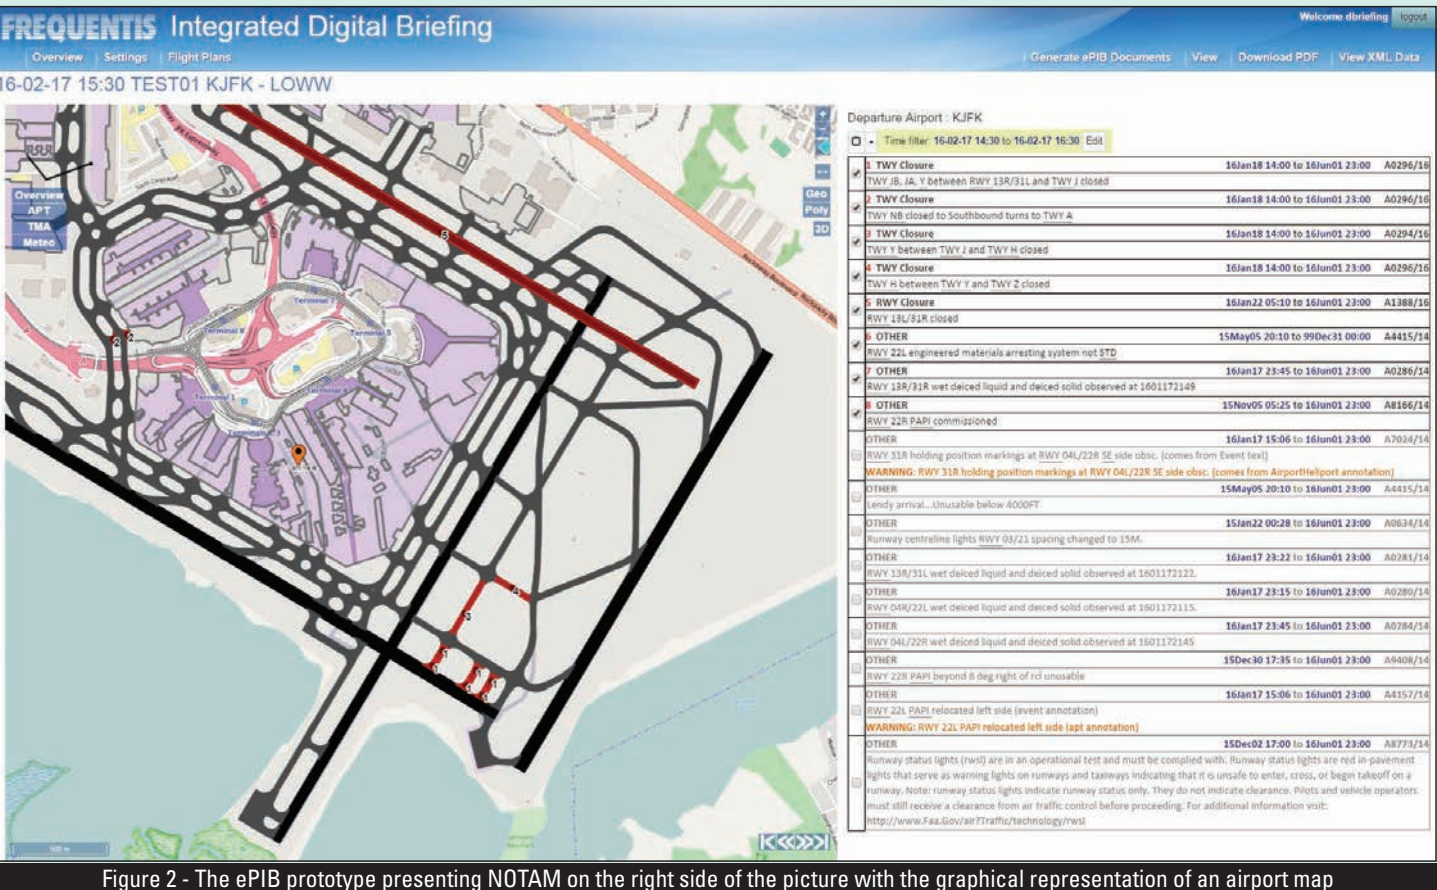 FREQUENTIS Integrated Digital Briefing
Welcome dbriefing logout
Overview Settings Flight Plans
Generate ePIB Documents View Download PDF View XML Data
16-02-17 15:30 TEST01 KJFK - LOWW
Overview
APT
TMA
Meteo
Geo
Poly
3D
Terminal 8
Terminal 7
Terminal 5
Terminal 4
Terminal 1
5
2 2
4
3
1
1
500 m
Departure Airport : KJFK
Time filter: 16-02-17 14:30 to 16-02-17 16:30 Edit
1 TWY Closure 16Jan18 14:00 to 16Jun01 23:00 A0296/16
TWY JB, JA, Y between RWY 13R/31L and TWY J closed
2 TWY Closure 16Jan18 14:00 to 16Jun01 23:00 A0296/16
TWY NB closed to Southbound turns to TWY A
3 TWY Closure 16Jan18 14:00 to 16Jun01 23:00 A0294/16
TWY Y between TWY J and TWY H closed
4 TWY Closure 16Jan18 14:00 to 16Jun01 23:00 A0296/16
TWY H between TWY Y and TWY Z closed
5 RWY Closure 16Jan22 05:10 to 16Jun01 23:00 A1388/16
RWY 13L/31R closed
6 OTHER 15May05 20:10 to 99Dec31 00:00 A4415/14
RWY 22L engineered materials arresting system not STD
7 OTHER 16Jan17 23:45 to 16Jun01 23:00 A0286/14
RWY 13R/31R wet deiced liquid and deiced solid observed at 1601172149
8 OTHER 15Nov05 05:25 to 16Jun01 23:00 A8166/14
RWY 22R PAPI commissioned
OTHER 16Jan17 15:06 to 16Jun01 23:00 A7024/14
RWY 31R holding position markings at RWY 04L/22R SE side obsc. (comes from Event text)
WARNING: RWY 31R holding position markings at RWY 04L/22R SE side obsc. (comes from AirportHeliport annotation)
OTHER 15May05 20:10 to 16Jun01 23:00 A4415/14
Lendy arrival...Unusable below 4000FT
OTHER 15Jan22 00:28 to 16Jun01 23:00 A0634/14
Runway centreline lights RWY 03/21 spacing changed to 15M.
OTHER 16Jan17 23:22 to 16Jun01 23:00 A0281/14
RWY 13R/31L wet deiced liquid and deiced solid observed at 1601172122.
OTHER 16Jan17 23:15 to 16Jun01 23:00 A0280/14
RWY 04R/22L wet deiced liquid and deiced solid observed at 1601172115.
OTHER 16Jan17 23:45 to 16Jun01 23:00 A0284/14
RWY 04L/22R wet deiced liquid and deiced solid observed at 1601172145
OTHER 15Dec30 17:35 to 16Jun01 23:00 A9408/14
RWY 22R PAPI beyond 8 deg right of rcl unusable
OTHER 16Jan17 15:06 to 16Jun01 23:00 A4157/14
RWY 22L PAPI relocated left side (event annotation)
WARNING: RWY 22L PAPI relocated left side (apt annotation)
OTHER 15Dec02 17:00 to 16Jun01 23:00 A8773/14
Runway status lights (rwsl) are in an operational test and must be complied with. Runway status lights are red in-pavement
lights that serve as warning lights on runways and taxiways indicating that it is unsafe to enter, cross, or begin takeoff on a
runway. Note: runway status lights indicate runway status only. They do not indicate clearance. Pilots and vehicle operators
must still receive a clearance from air traffic control before proceeding. For additional information visit:
http://www.Faa.Gov/air?Traffic/technology/rwsl
Figure 2 - The ePIB prototype presenting NOTAM on the right side of the picture with the graphical representation of an airport map